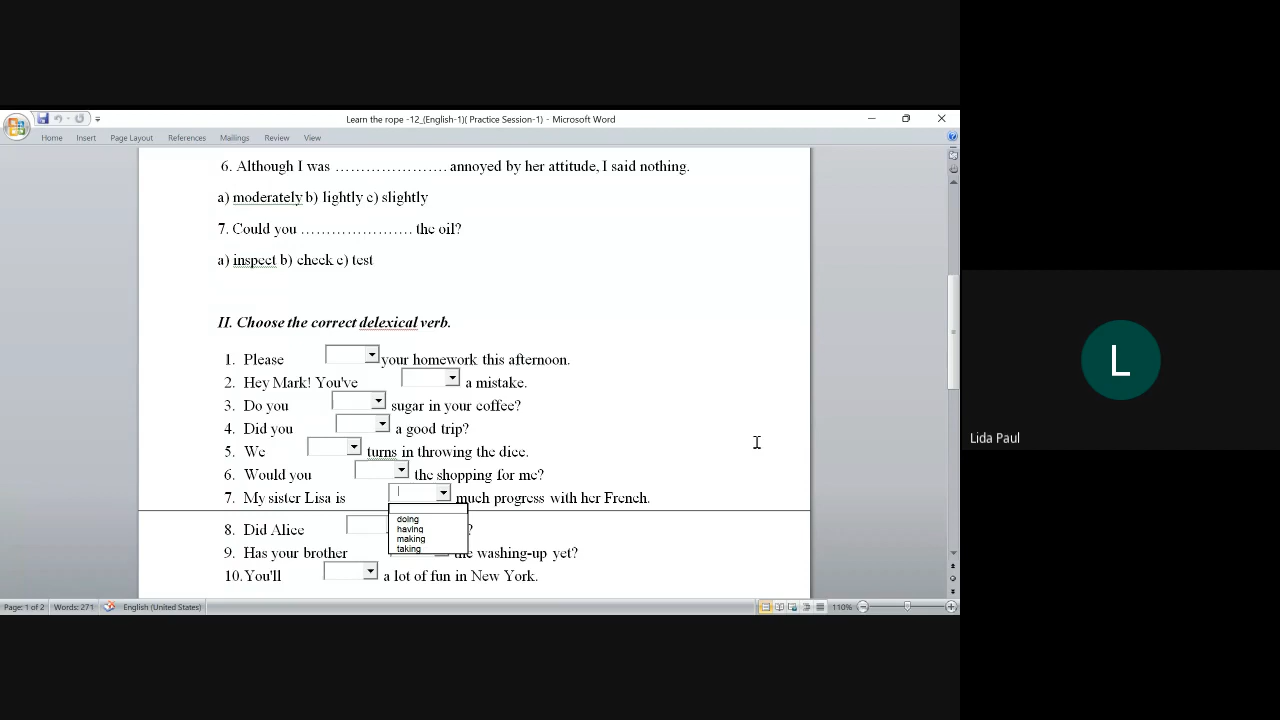 Learn the rope -12_(English-1)( Practice Session-1) - Microsoft Word
Home Insert Page Layout References Mailings Review View
6. Although I was ………………….. annoyed by her attitude, I said nothing.
a) moderately b) lightly c) slightly
7. Could you …………………. the oil?
a) inspect b) check c) test
II. Choose the correct delexical verb.
1. Please your homework this afternoon.
2. Hey Mark! You've a mistake.
3. Do you sugar in your coffee?
4. Did you a good trip?
5. We turns in throwing the dice.
6. Would you the shopping for me?
7. My sister Lisa is much progress with her French.
doing
having
making
taking
8. Did Alice ?
9. Has your brother the washing-up yet?
10. You'll a lot of fun in New York.
Page: 1 of 2 Words: 271 English (United States) 110%
L
Lida Paul